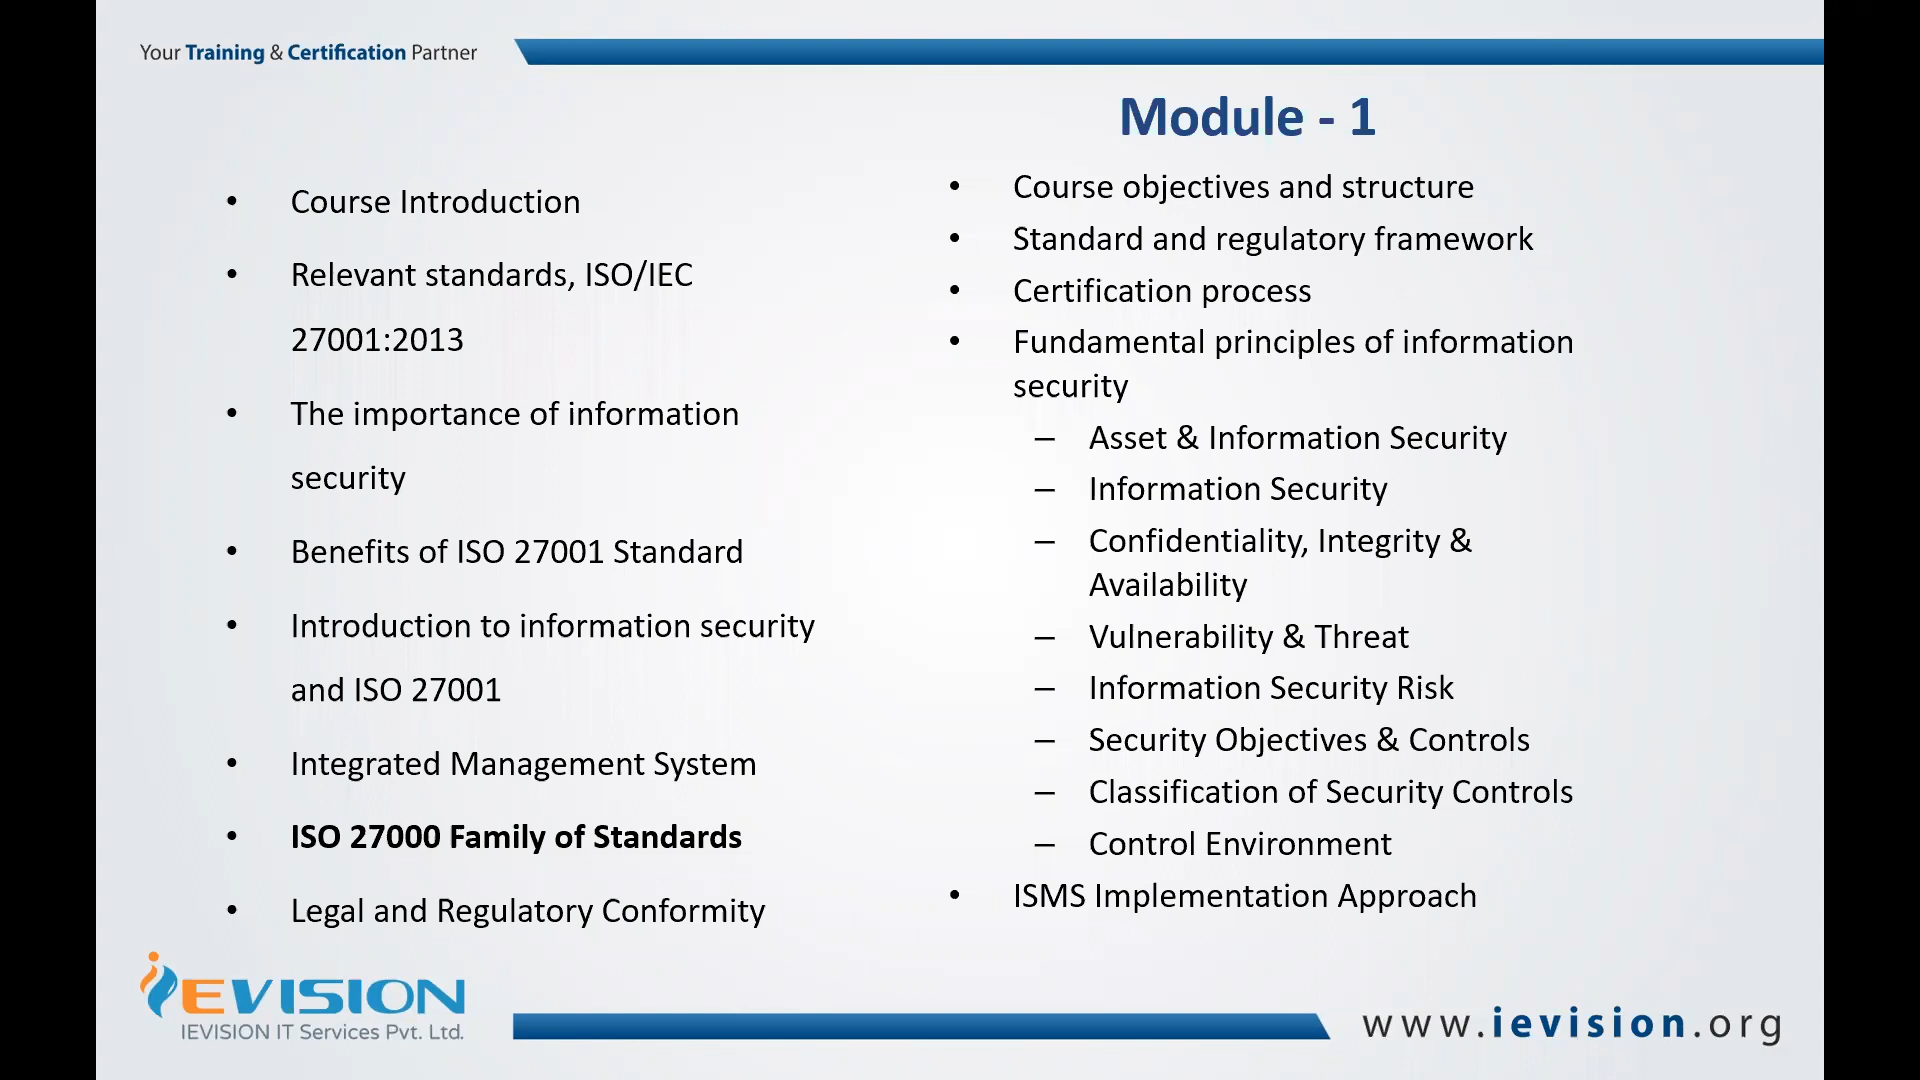 Your Training & Certification Partner
Module - 1
• Course Introduction
• Relevant standards, ISO/IEC
27001:2013
• The importance of information
security
• Benefits of ISO 27001 Standard
• Introduction to information security
and ISO 27001
• Integrated Management System
• ISO 27000 Family of Standards
• Legal and Regulatory Conformity
• Course objectives and structure
• Standard and regulatory framework
• Certification process
• Fundamental principles of information
security
– Asset & Information Security
– Information Security
– Confidentiality, Integrity &
Availability
– Vulnerability & Threat
– Information Security Risk
– Security Objectives & Controls
– Classification of Security Controls
– Control Environment
• ISMS Implementation Approach
iEVISION
IEVISION IT Services Pvt. Ltd.
www.ievision.org